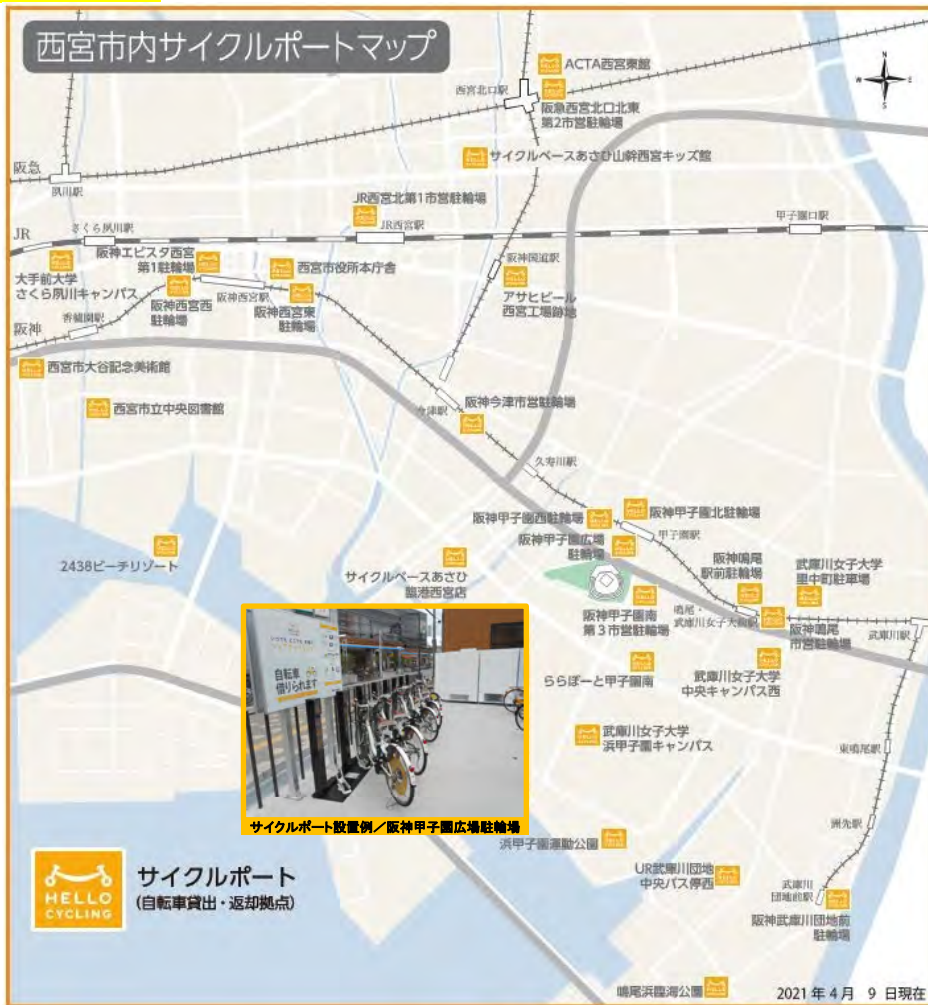 西宮市内サイクルポートマップ
N
W
E
S
HELLO CYCLING
ACTA西宮東館
西宮北口駅
阪急西宮北口北東
第2市営駐輪場
サイクルベースあさひ山幹西宮キッズ館
阪急
夙川駅
JR西宮北第1市営駐輪場
JR
さくら夙川駅
JR西宮駅
甲子園口駅
阪神エビスタ西宮
第1駐輪場
西宮市役所本庁舎
阪神国道駅
大手前大学
さくら夙川キャンパス
阪神西宮西
駐輪場
阪神西宮駅
阪神西宮東
駐輪場
アサヒビール
西宮工場跡地
香櫨園駅
阪神
西宮市大谷記念美術館
西宮市立中央図書館
今津駅
阪神今津市営駐輪場
久寿川駅
阪神甲子園西駐輪場
阪神甲子園北駐輪場
阪神甲子園広場
駐輪場
甲子園駅
阪神鳴尾
駅前駐輪場
武庫川女子大学
里中町駐車場
2438ビーチリゾート
サイクルベースあさひ
臨港西宮店
阪神甲子園南
第3市営駐輪場
鳴尾・
武庫川女子大前駅
阪神鳴尾
市営駐輪場
武庫川駅
ららぽーと甲子園南
武庫川女子大学
中央キャンパス西
武庫川女子大学
浜甲子園キャンパス
東鳴尾駅
自転車
借りられます
サイクルポート設置例／阪神甲子園広場駐輪場
洲先駅
浜甲子園運動公園
UR武庫川団地
中央バス停西
武庫川
団地前駅
阪神武庫川団地前
駐輪場
HELLO
CYCLING
サイクルポート
(自転車貸出・返却拠点)
鳴尾浜臨海公園
2021年4月 9 日現在